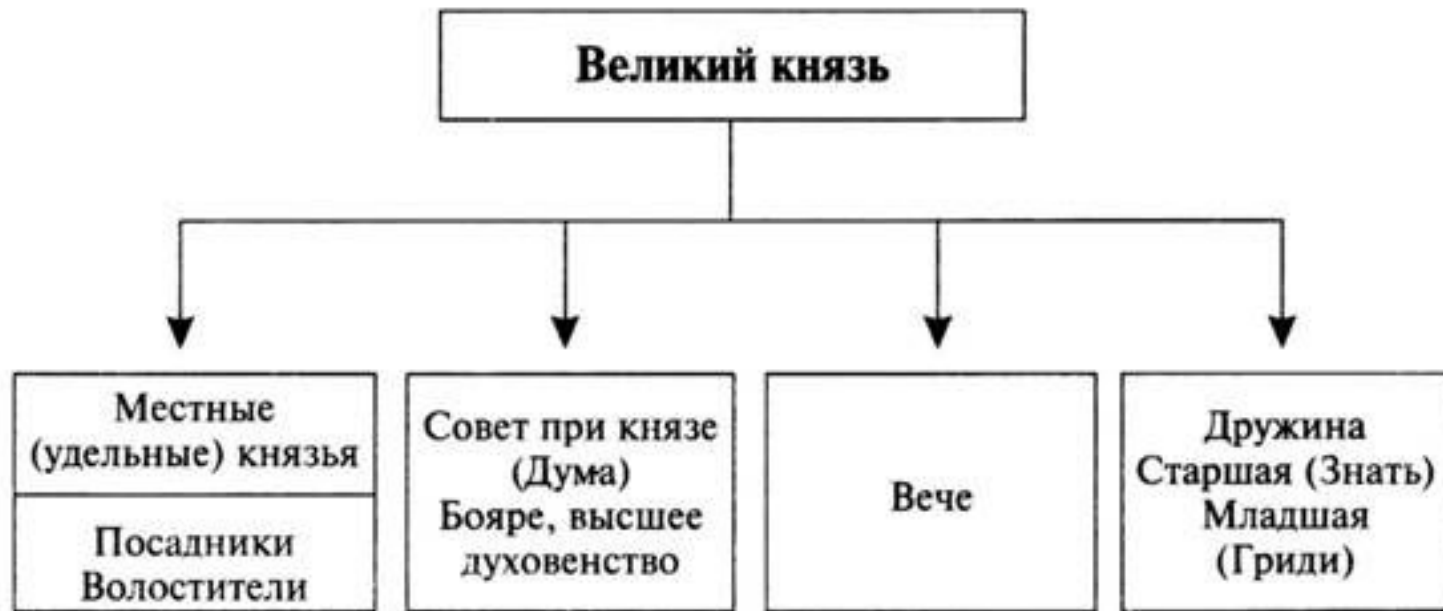 Великий князь
Местные
(удельные) князья
Посадники
Волостители
Совет при князе
(Дума)
Бояре, высшее
духовенство
Вече
Дружина
Старшая (Знать)
Младшая
(Гриди)